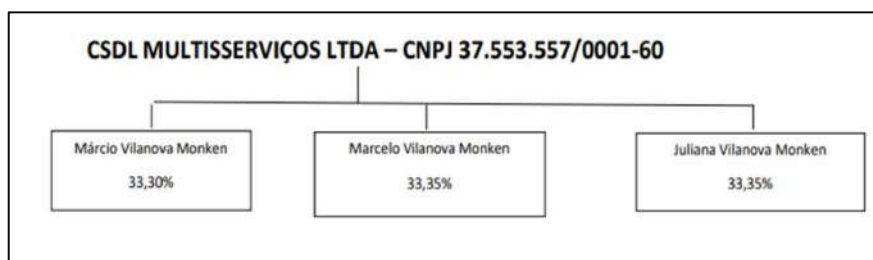 CSDL MULTISSERVIÇOS LTDA – CNPJ 37.553.557/0001-60
Márcio Vilanova Monken
33,30%
Marcelo Vilanova Monken
33,35%
Juliana Vilanova Monken
33,35%